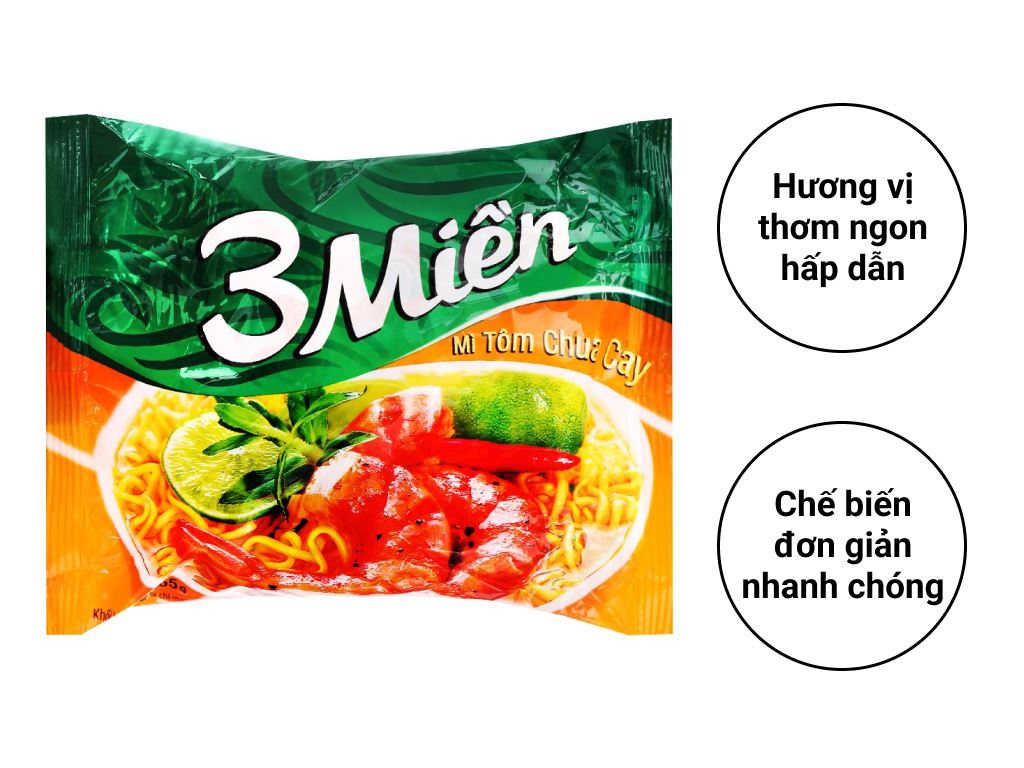 3 Miền
Mì Tôm Chua Cay
Hương vị
thơm ngon
hấp dẫn
Chế biến
đơn giản
nhanh chóng